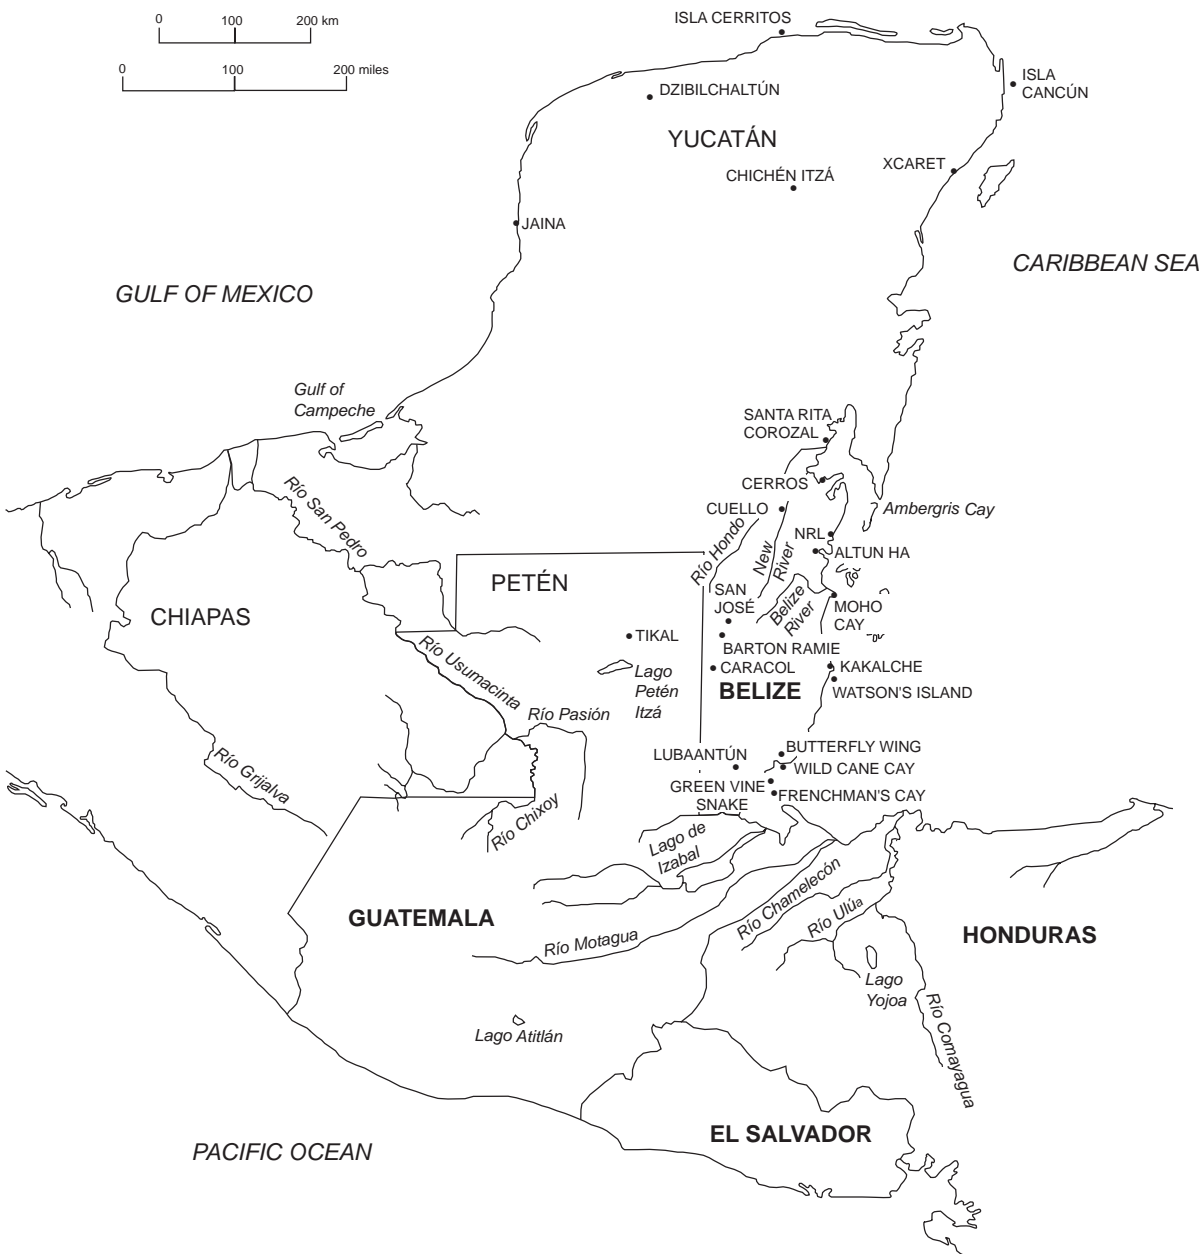 ISLA CERRITOS
0 100 200 km
0 100 200 miles
ISLA
CANCÚN
DZIBILCHALTÚN
YUCATÁN
XCARET
CHICHÉN ITZÁ
JAINA
CARIBBEAN SEA
GULF OF MEXICO
Gulf of
Campeche
SANTA RITA
COROZAL
CERROS
Río San Pedro
CUELLO
Ambergris Cay
Río Hondo
New
River
NRL
ALTUN HA
PETÉN
SAN
JOSÉ
Belize
River
MOHO
CAY
CHIAPAS
TIKAL
BARTON RAMIE
Río Usumacinta
Lago
Petén
Itzá
CARACOL
KAKALCHE
BELIZE
WATSON'S ISLAND
Río Pasión
BUTTERFLY WING
LUBAANTÚN
WILD CANE CAY
Río Grijalva
GREEN VINE
SNAKE
FRENCHMAN'S CAY
Río Chixoy
Lago de
Izabal
Río Chamelecón
GUATEMALA
Río Ulúa
Río Motagua
HONDURAS
Lago
Yojoa
Río Comayagua
Lago Atitlán
EL SALVADOR
PACIFIC OCEAN